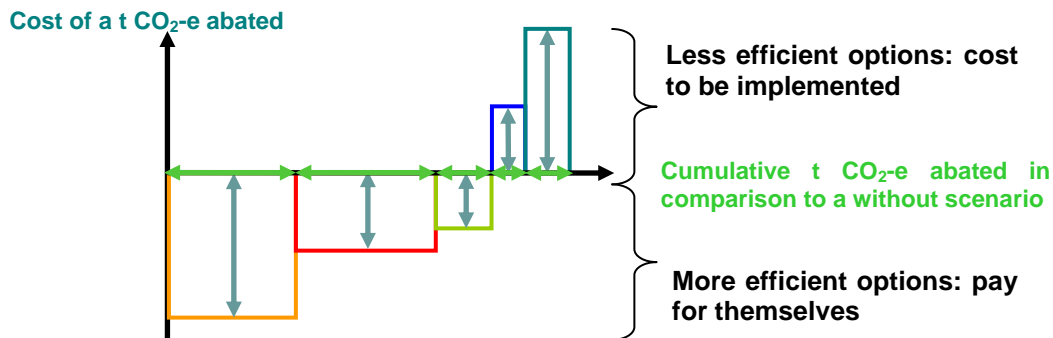 Cost of a t CO₂-e abated
Less efficient options: cost
to be implemented
Cumulative t CO₂-e abated in
comparison to a without scenario
More efficient options: pay
for themselves